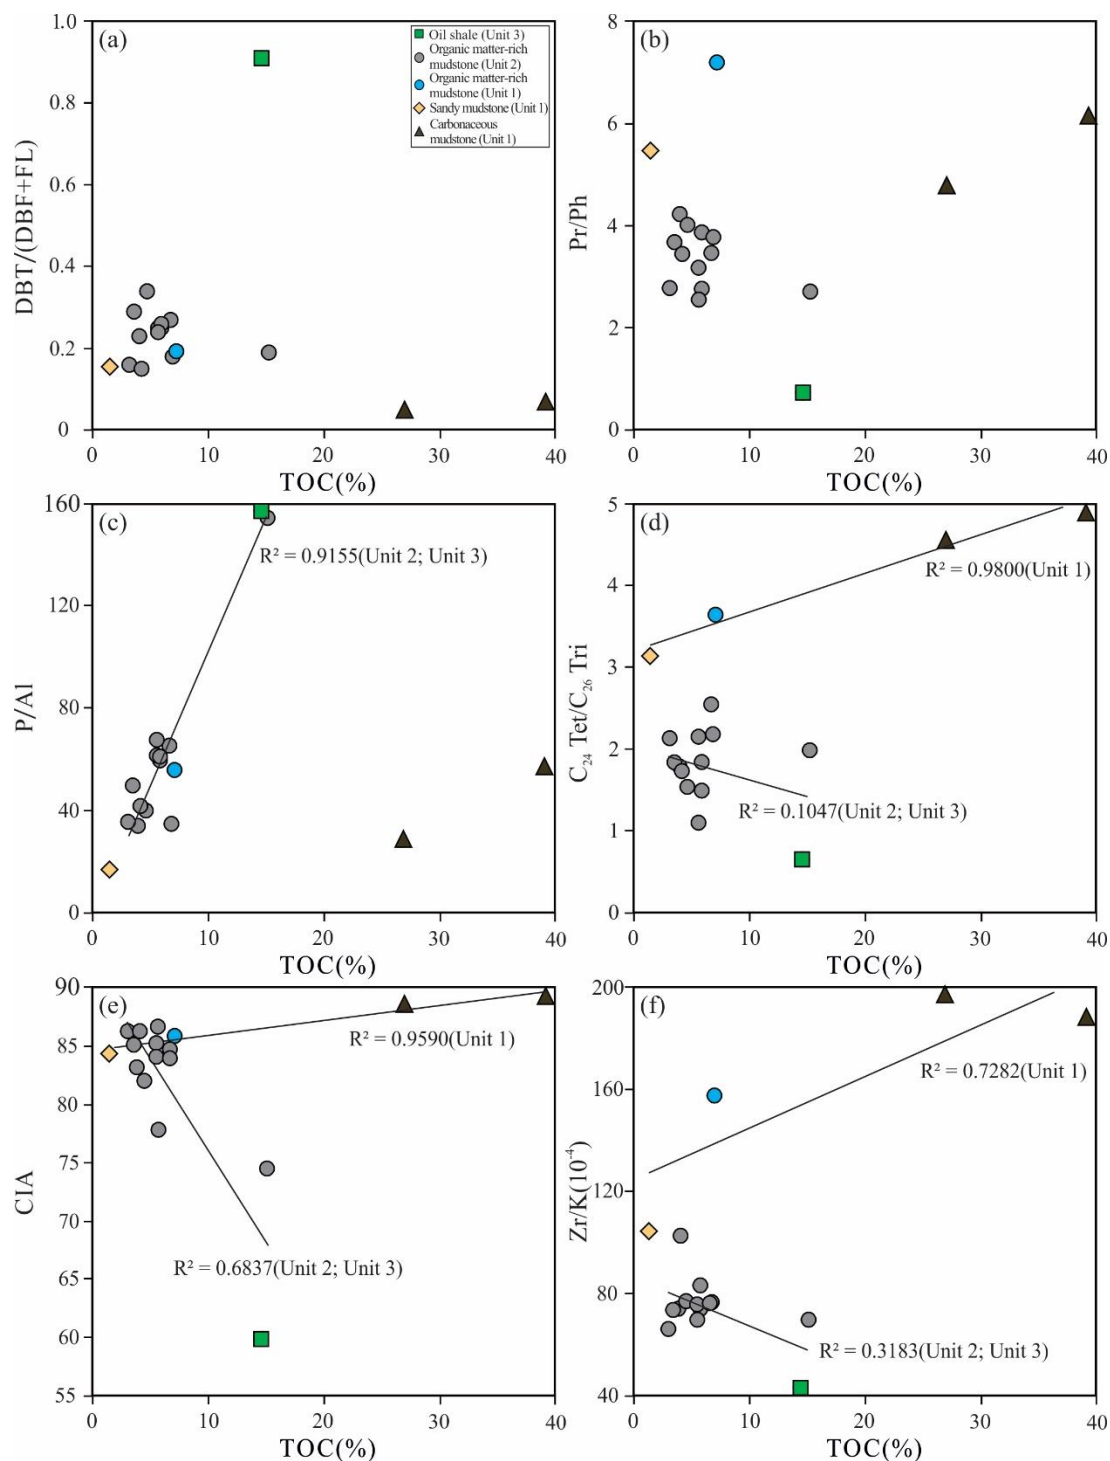 (a)
1.0
0.8
0.6
0.4
0.2
0
DBT/(DBF+FL)
Oil shale (Unit 3)
Organic matter-rich
mudstone (Unit 2)
Organic matter-rich
mudstone (Unit 1)
Sandy mudstone (Unit 1)
Carbonaceous
mudstone (Unit 1)
0 10 20 30 40
TOC(%)
(b)
8
6
4
2
0
Pr/Ph
0 10 20 30 40
TOC(%)
(c)
160
120
80
40
0
P/Al
R² = 0.9155(Unit 2; Unit 3)
0 10 20 30 40
TOC(%)
(d)
5
4
3
2
1
0
C₂₄ Tet/C₂₆ Tri
R² = 0.9800(Unit 1)
R² = 0.1047(Unit 2; Unit 3)
0 10 20 30 40
TOC(%)
(e)
90
85
80
75
70
65
60
55
CIA
R² = 0.9590(Unit 1)
R² = 0.6837(Unit 2; Unit 3)
0 10 20 30 40
TOC(%)
(f)
200
160
120
80
40
Zr/K(10⁻⁴)
R² = 0.7282(Unit 1)
R² = 0.3183(Unit 2; Unit 3)
0 10 20 30 40
TOC(%)